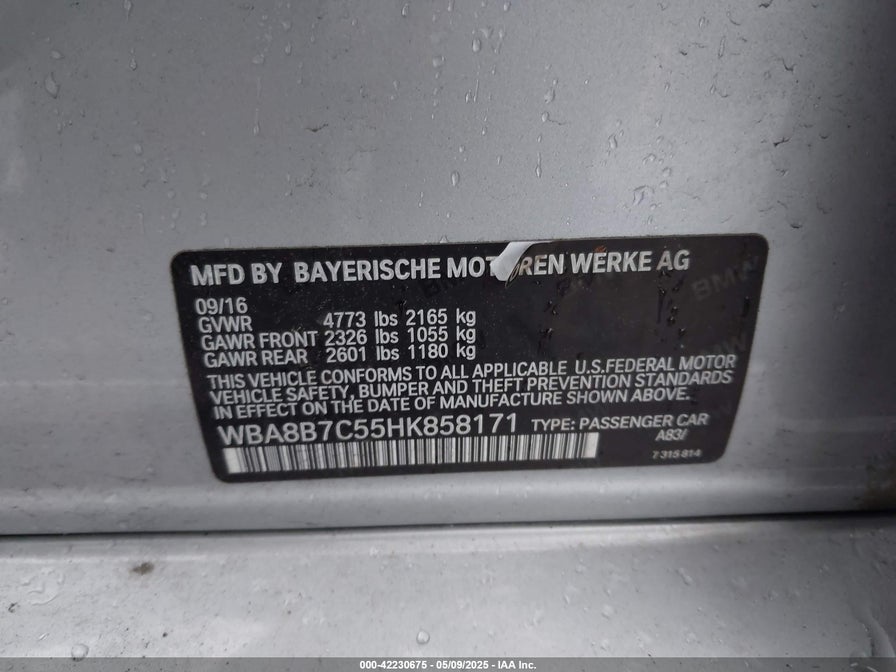 MFD BY BAYERISCHE MOTOREN WERKE AG
09/16
GVWR 4773 lbs 2165 kg
GAWR FRONT 2326 lbs 1055 kg
GAWR REAR 2601 lbs 1180 kg
THIS VEHICLE CONFORMS TO ALL APPLICABLE U.S.FEDERAL MOTOR
VEHICLE SAFETY, BUMPER AND THEFT PREVENTION STANDARDS
IN EFFECT ON THE DATE OF MANUFACTURE SHOWN ABOVE.
WBA8B7C55HK858171 TYPE: PASSENGER CAR
7 315 814
000-42230675 - 05/09/2025 - IAA Inc.